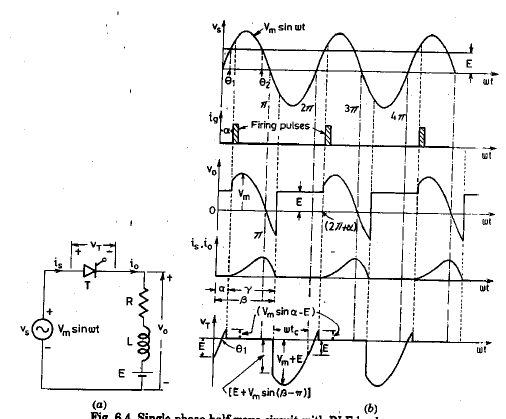 vs
Vm sin ωt
E
θ1
θ2
ωt
π
2π
3π
4π
ig
α
Firing pulses
ωt
vo
Vm
E
0
(2π+α)
π
ωt
is, io
α
γ
β
ωt
(Vm sin α-E)
vT
ωtc
E
θ1
Vm+E
E
ωt
[E+Vm sin(β-π)]
+ vT -
is
T
io
+
R
vs
Vm sin ωt
L
vo
E
-
(a)
(b)
Fig. 6.4. Single-phase half-wave circuit with RLE load